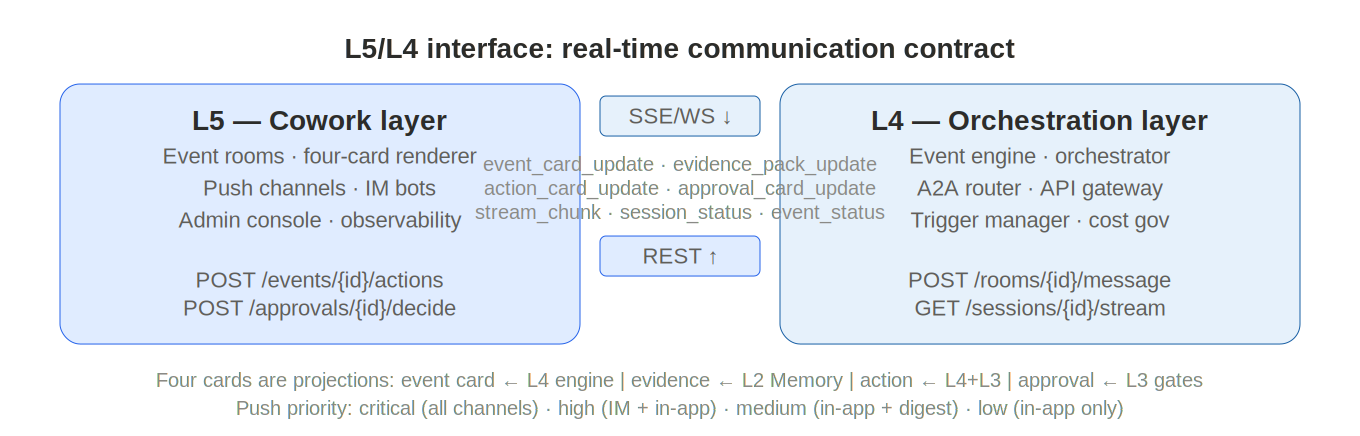 L5/L4 interface: real-time communication contract
L5 — Cowork layer
Event rooms · four-card renderer
Push channels · IM bots
Admin console · observability
POST /events/{id}/actions
POST /approvals/{id}/decide
SSE/WS ↓
event_card_update · evidence_pack_update
action_card_update · approval_card_update
stream_chunk · session_status · event_status
REST ↑
L4 — Orchestration layer
Event engine · orchestrator
A2A router · API gateway
Trigger manager · cost gov
POST /rooms/{id}/message
GET /sessions/{id}/stream
Four cards are projections: event card ← L4 engine | evidence ← L2 Memory | action ← L4+L3 | approval ← L3 gates
Push priority: critical (all channels) · high (IM + in-app) · medium (in-app + digest) · low (in-app only)